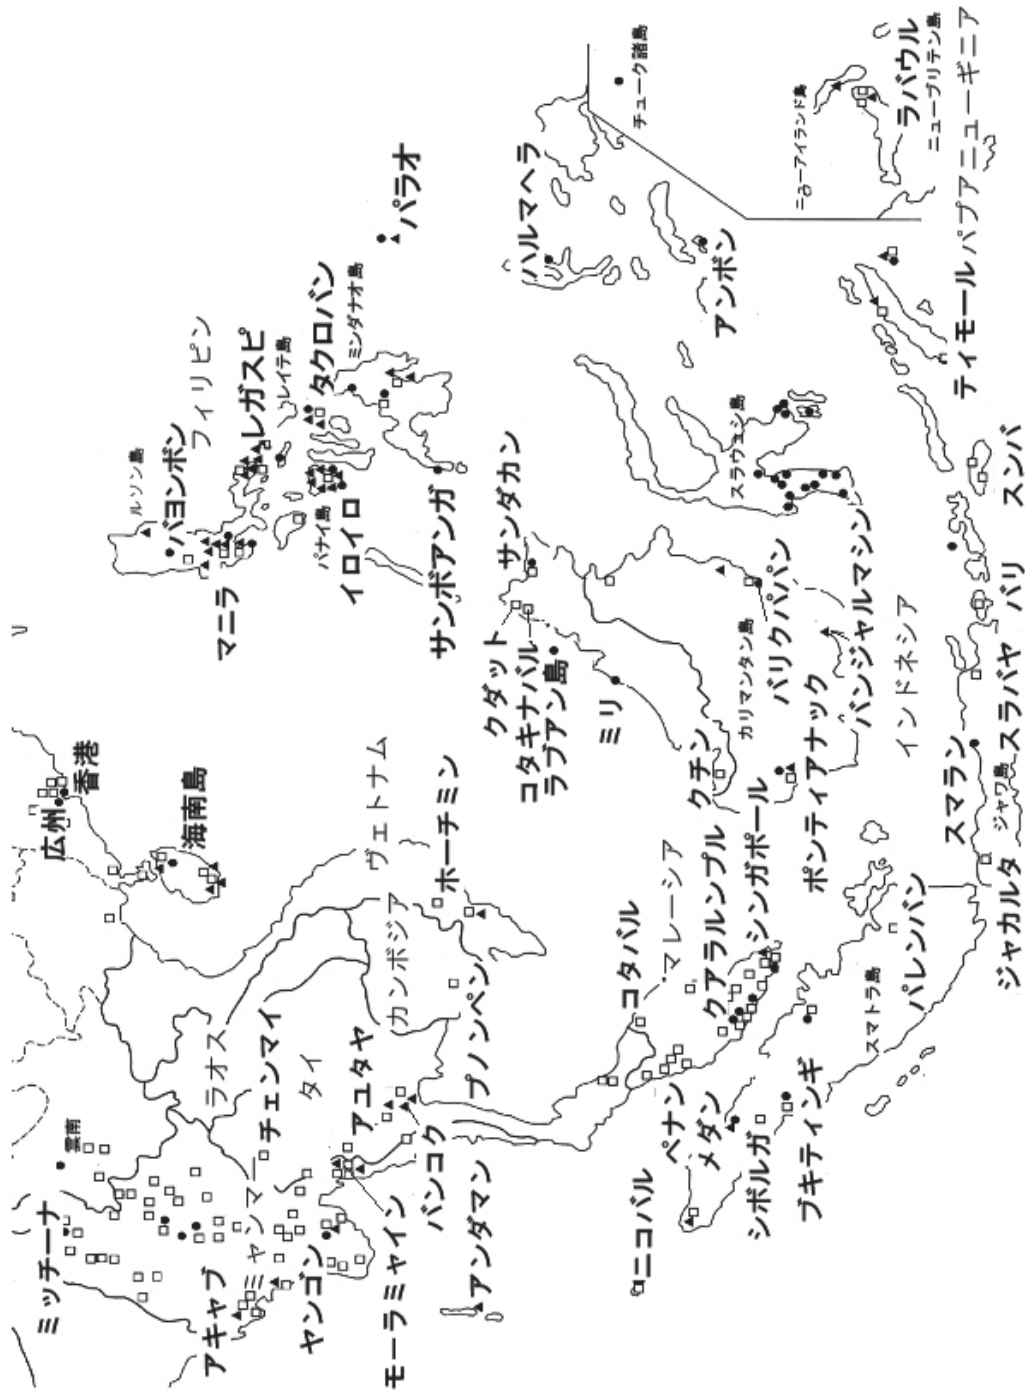 ミッチーナ
雲南
広州
香港
海南島
ラオス
ヴェトナム
アキャブ
ミャンマー
チェンマイ
タイ
ヤンゴン
アユタヤ
カンボジア
ホーチミン
モーラミャイン
バンコク
プノンペン
アンダマン
ニコバル
コタバル
マレーシア
ペナン
メダン
クアラルンプル
シンガポール
シボルガ
ブキティンギ
スマトラ島
パレンバン
ジャカルタ
ジャワ島
スマラン
スラバヤ
バリ
スンバ
インドネシア
ポンティアナック
クチン
カリマンタン島
バリクパパン
バンジャルマシン
ミリ
ラブアン島
コタキナバル
クダット
サンダカン
スラウェシ島
ルソン島
バヨンボン
フィリピン
マニラ
レガスピ
レイテ島
タクロバン
パナイ島
イロイロ
ミンダナオ島
サンボアンガ
パラオ
ハルマヘラ
アンボン
ティモール
チューク諸島
ニューアイランド島
ラバウル
ニューブリテン島
パプアニューギニア